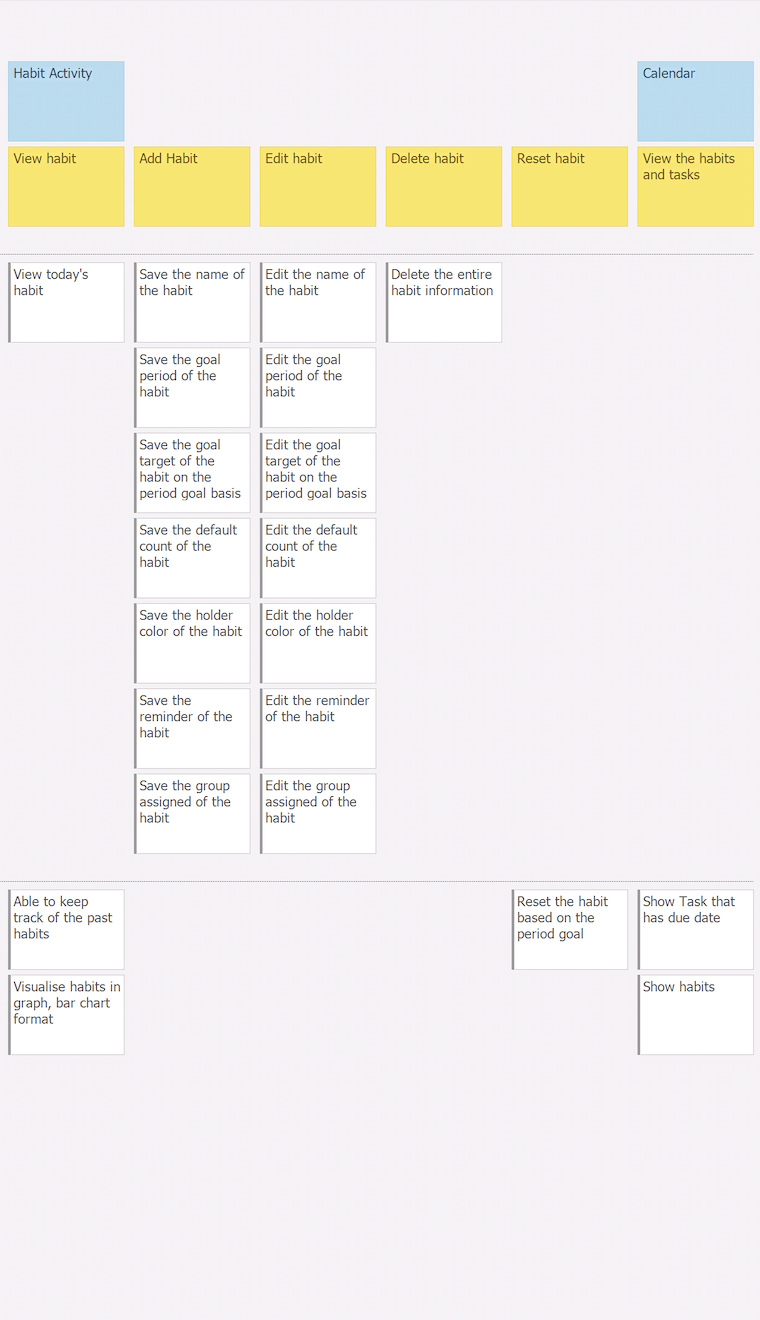 Habit Activity
Calendar
View habit
Add Habit
Edit habit
Delete habit
Reset habit
View the habits
and tasks
View today's
habit
Save the name of
the habit
Edit the name of
the habit
Delete the entire
habit information
Save the goal
period of the
habit
Edit the goal
period of the
habit
Save the goal
target of the
habit on the
period goal basis
Edit the goal
target of the
habit on the
period goal basis
Save the default
count of the
habit
Edit the default
count of the
habit
Save the holder
color of the habit
Edit the holder
color of the habit
Save the
reminder of the
habit
Edit the reminder
of the habit
Save the group
assigned of the
habit
Edit the group
assigned of the
habit
Able to keep
track of the past
habits
Reset the habit
based on the
period goal
Show Task that
has due date
Visualise habits in
graph, bar chart
format
Show habits